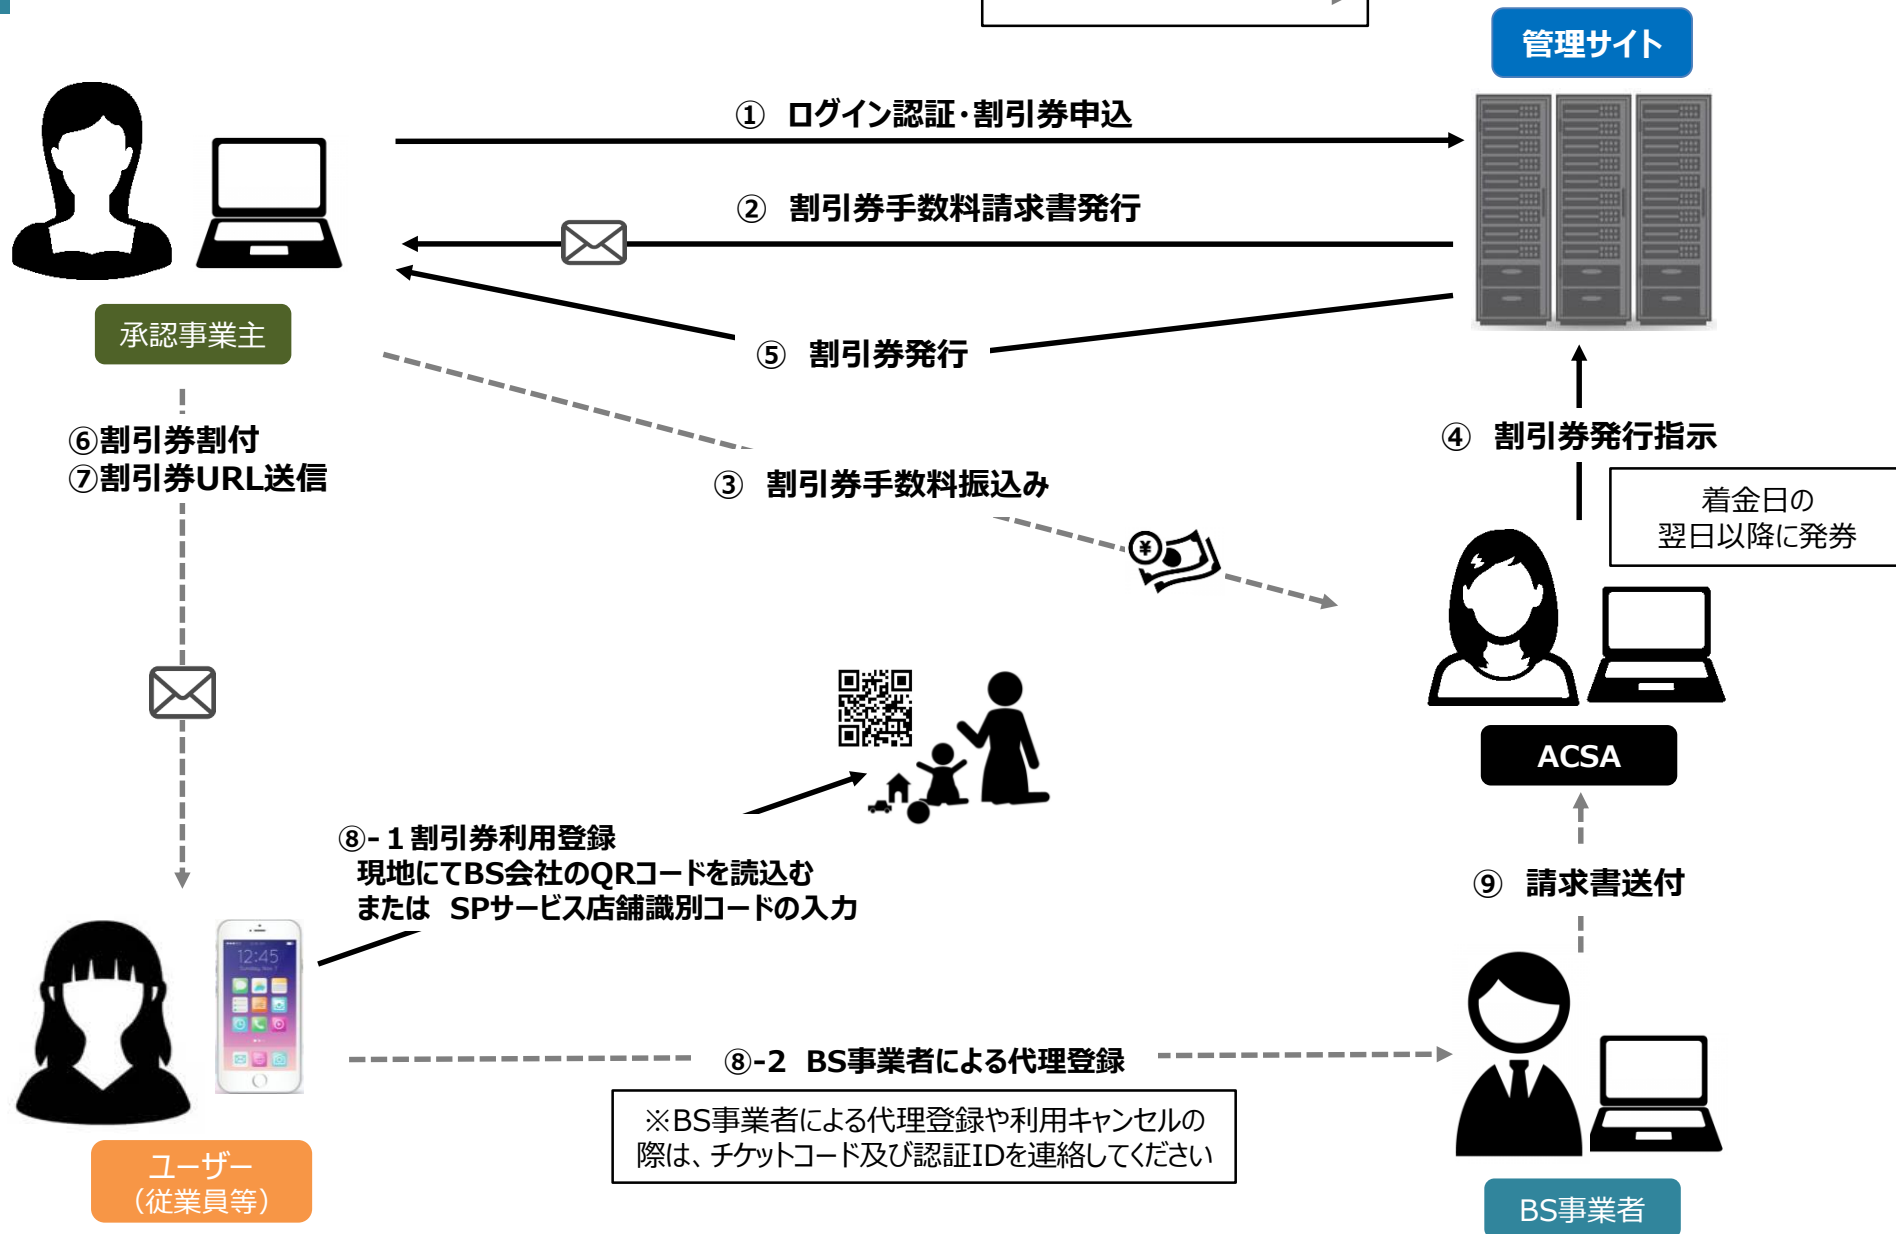 管理サイト
① ログイン認証・割引券申込
② 割引券手数料請求書発行
承認事業主
⑤ 割引券発行
⑥割引券割付
⑦割引券URL送信
③ 割引券手数料振込み
④ 割引券発行指示
着金日の
翌日以降に発券
¥
ACSA
⑧-1割引券利用登録
現地にてBS会社のQRコードを読込む
または SPサービス店舗識別コードの入力
⑨ 請求書送付
12:45
⑧-2 BS事業者による代理登録
※BS事業者による代理登録や利用キャンセルの
際は、チケットコード及び認証IDを連絡してください
ユーザー
（従業員等）
BS事業者